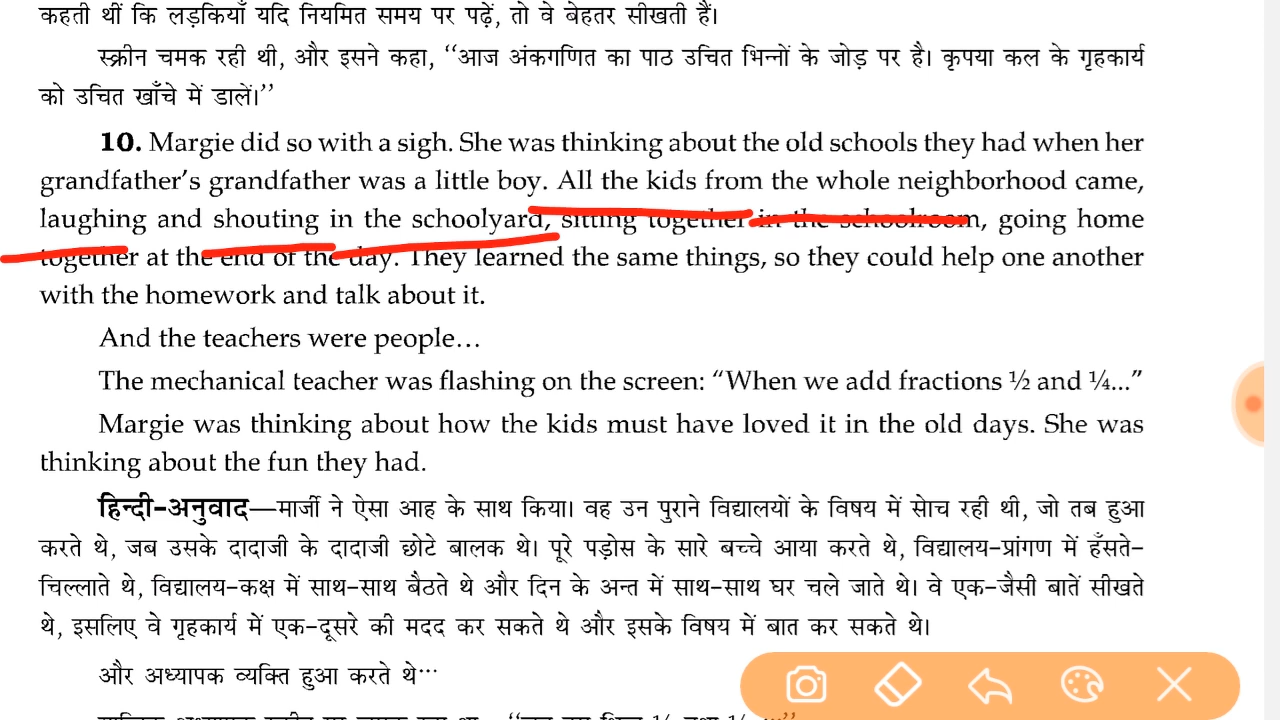 कहती थीं कि लड़कियाँ यदि नियमित समय पर पढ़ें, तो वे बेहतर सीखती हैं।
स्क्रीन चमक रही थी, और इसने कहा, “आज अंकगणित का पाठ उचित भिन्नों के जोड़ पर है। कृपया कल के गृहकार्य
को उचित खाँचे में डालें।”
10. Margie did so with a sigh. She was thinking about the old schools they had when her
grandfather’s grandfather was a little boy. All the kids from the whole neighborhood came,
laughing and shouting in the schoolyard, sitting together in the schoolroom, going home
together at the end of the day. They learned the same things, so they could help one another
with the homework and talk about it.
And the teachers were people…
The mechanical teacher was flashing on the screen: “When we add fractions ½ and ¼...”
Margie was thinking about how the kids must have loved it in the old days. She was
thinking about the fun they had.
हिन्दी-अनुवाद—मार्जी ने ऐसा आह के साथ किया। वह उन पुराने विद्यालयों के विषय में सोच रही थी, जो तब हुआ
करते थे, जब उसके दादाजी के दादाजी छोटे बालक थे। पूरे पड़ोस के सारे बच्चे आया करते थे, विद्यालय-प्रांगण में हँसते-
चिल्लाते थे, विद्यालय-कक्ष में साथ-साथ बैठते थे और दिन के अन्त में साथ-साथ घर चले जाते थे। वे एक-जैसी बातें सीखते
थे, इसलिए वे गृहकार्य में एक-दूसरे की मदद कर सकते थे और इसके विषय में बात कर सकते थे।
और अध्यापक व्यक्ति हुआ करते थे…